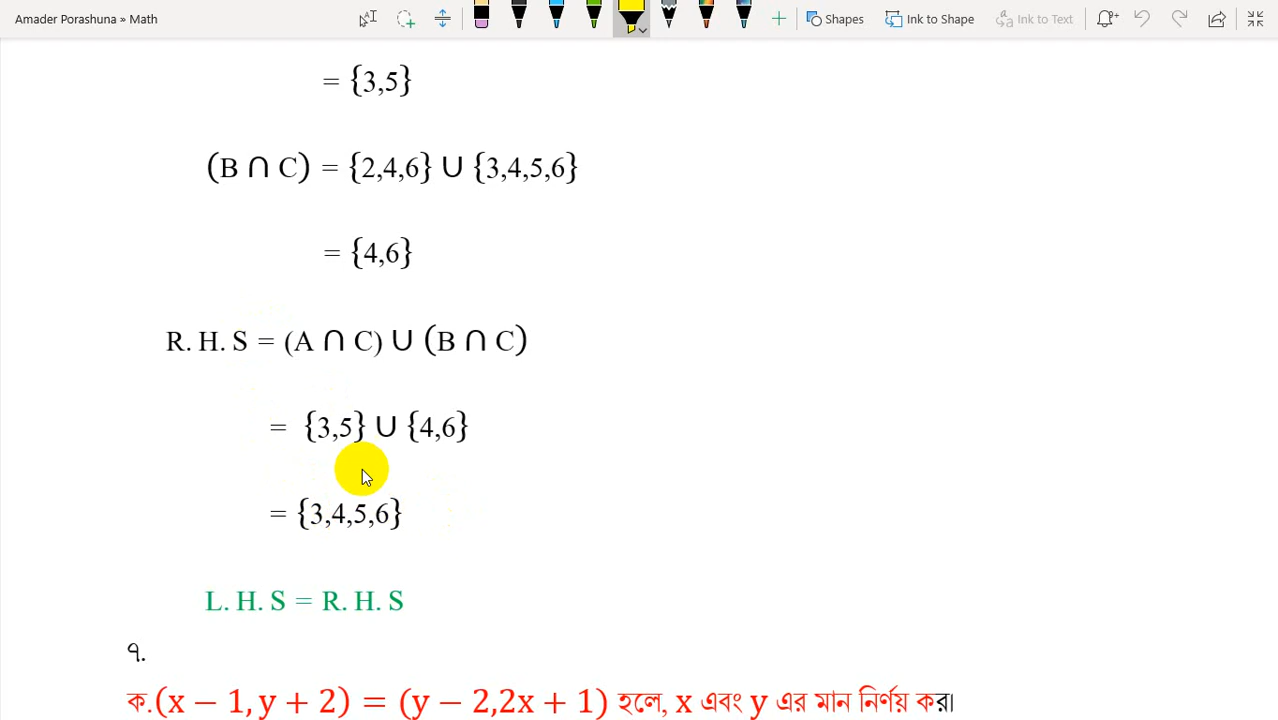 Amader Porashuna » Math
Shapes Ink to Shape Ink to Text
= {3,5}
(B ∩ C) = {2,4,6} ∪ {3,4,5,6}
= {4,6}
R. H. S = (A ∩ C) ∪ (B ∩ C)
= {3,5} ∪ {4,6}
= {3,4,5,6}
L. H. S = R. H. S
৭.
ক.(x − 1, y + 2) = (y − 2,2x + 1) হলে, x এবং y এর মান নির্ণয় কর।